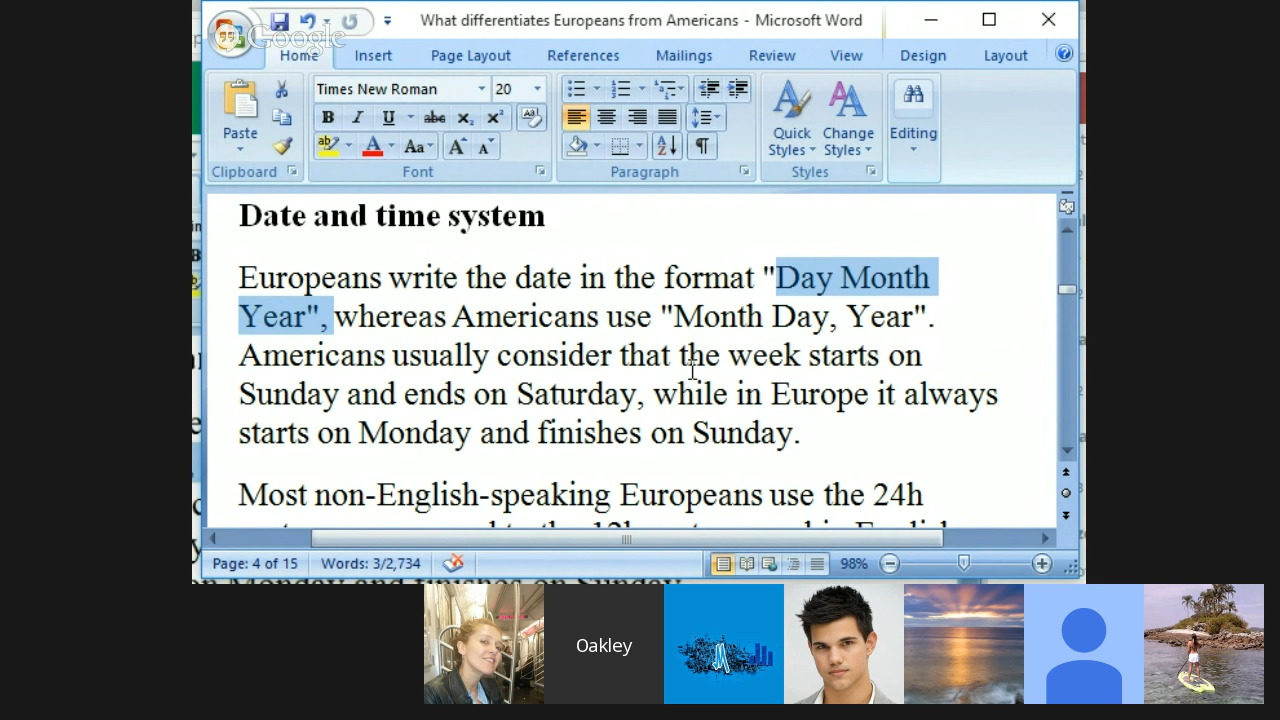 What differentiates Europeans from Americans - Microsoft Word
Google
Home Insert Page Layout References Mailings Review View Design Layout
Times New Roman 20
Paste
Quick Styles
Change Styles
Editing
Clipboard Font Paragraph Styles
Date and time system
Europeans write the date in the format "Day Month
Year", whereas Americans use "Month Day, Year".
Americans usually consider that the week starts on
Sunday and ends on Saturday, while in Europe it always
starts on Monday and finishes on Sunday.
Most non-English-speaking Europeans use the 24h
Page: 4 of 15 Words: 3/2,734 98%
Oakley